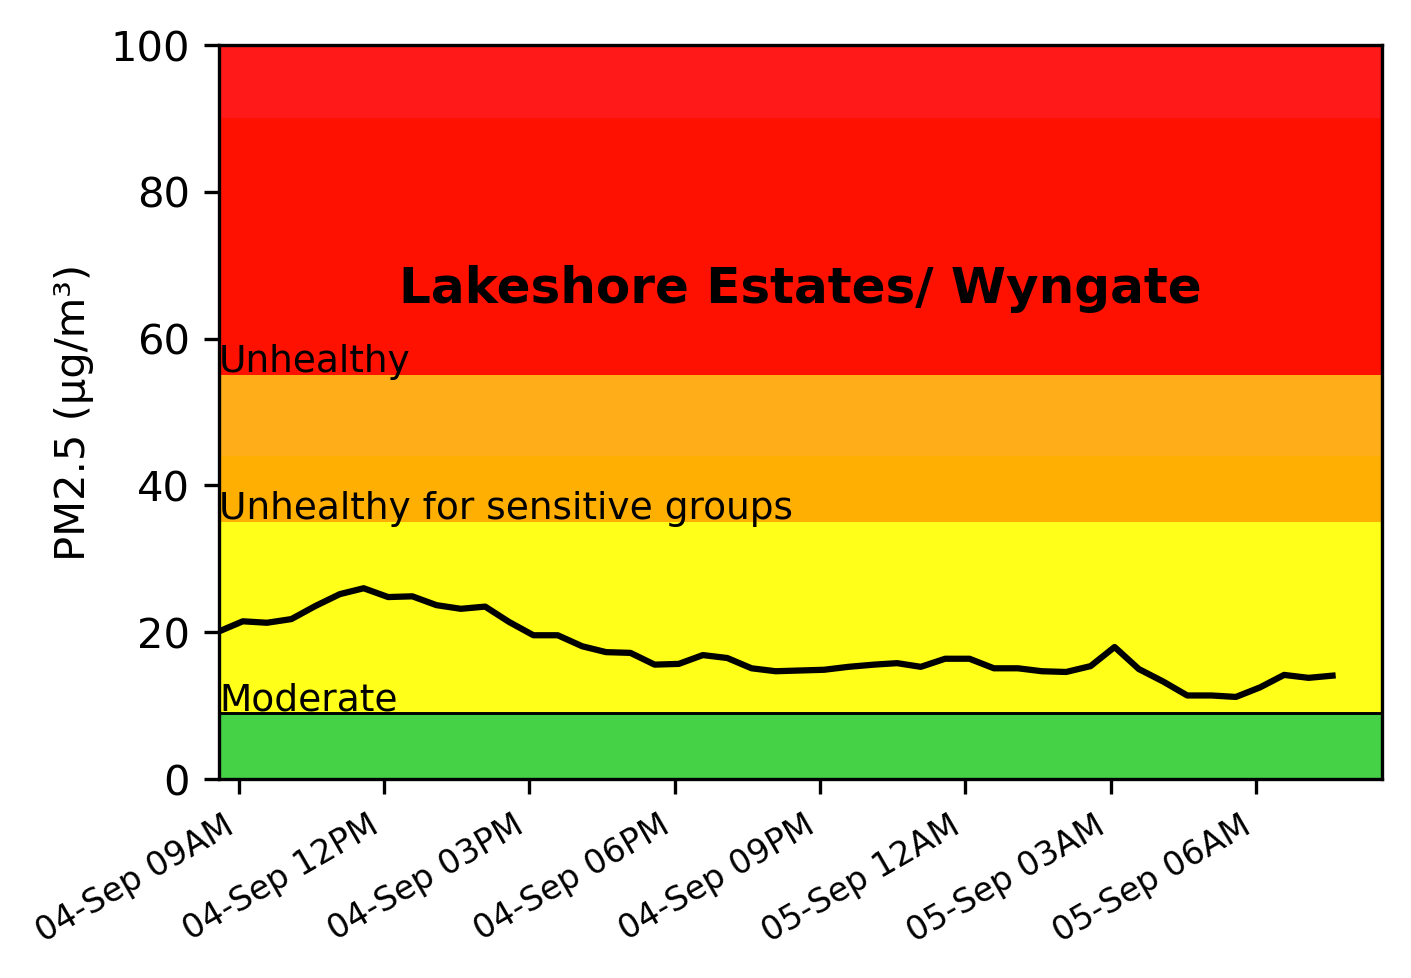 100
80
60
40
20
0
PM2.5 (μg/m³)
Lakeshore Estates/ Wyngate
Unhealthy
Unhealthy for sensitive groups
Moderate
04-Sep 09AM
04-Sep 12PM
04-Sep 03PM
04-Sep 06PM
04-Sep 09PM
05-Sep 12AM
05-Sep 03AM
05-Sep 06AM